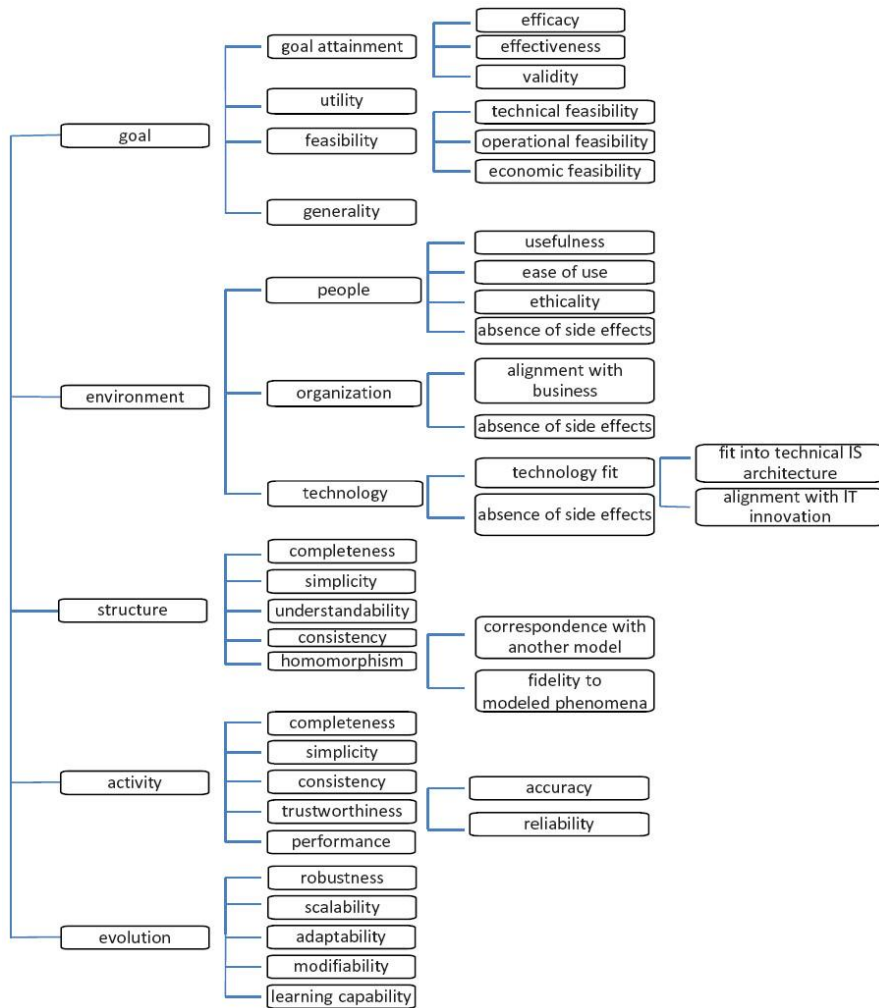 efficacy
goal attainment
effectiveness
validity
utility
technical feasibility
goal
feasibility
operational feasibility
economic feasibility
generality
usefulness
ease of use
people
ethicality
absence of side effects
alignment with
business
environment
organization
absence of side effects
fit into technical IS
architecture
technology fit
technology
alignment with IT
innovation
absence of side effects
completeness
simplicity
structure
understandability
correspondence with
another model
consistency
homomorphism
fidelity to
modeled phenomena
completeness
simplicity
activity
consistency
accuracy
trustworthiness
reliability
performance
robustness
scalability
evolution
adaptability
modifiability
learning capability